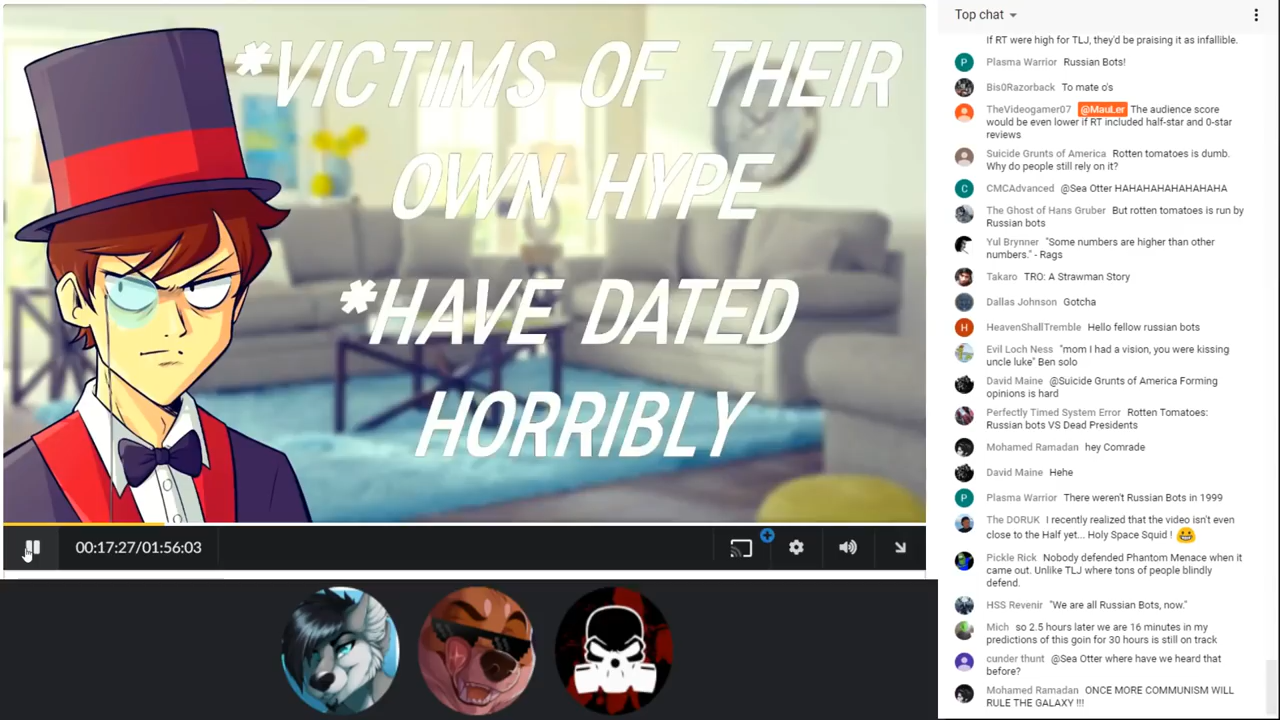 *VICTIMS OF THEIR
OWN HYPE
*HAVE DATED
HORRIBLY
00:17:27/01:56:03
Top chat
If RT were high for TLJ, they'd be praising it as infallible.
Plasma Warrior Russian Bots!
Bis0Razorback To mate o's
TheVideogamer07 @MauLer The audience score
would be even lower if RT included half-star and 0-star
reviews
Suicide Grunts of America Rotten tomatoes is dumb.
Why do people still rely on it?
C CMCAdvanced @Sea Otter HAHAHAHAHAHAHAHA
The Ghost of Hans Gruber But rotten tomatoes is run by
Russian bots
Yul Brynner "Some numbers are higher than other
numbers." - Rags
Takaro TRO: A Strawman Story
Dallas Johnson Gotcha
H HeavenShallTremble Hello fellow russian bots
Evil Loch Ness "mom I had a vision, you were kissing
uncle luke" Ben solo
David Maine @Suicide Grunts of America Forming
opinions is hard
Perfectly Timed System Error Rotten Tomatoes:
Russian bots VS Dead Presidents
Mohamed Ramadan hey Comrade
David Maine Hehe
P Plasma Warrior There weren't Russian Bots in 1999
The DORUK I recently realized that the video isn't even
close to the Half yet... Holy Space Squid !
Pickle Rick Nobody defended Phantom Menace when it
came out. Unlike TLJ where tons of people blindly
defend.
HSS Revenir "We are all Russian Bots, now."
Mich so 2.5 hours later we are 16 minutes in my
predictions of this goin for 30 hours is still on track
cunder thunt @Sea Otter where have we heard that
before?
Mohamed Ramadan ONCE MORE COMMUNISM WILL
RULE THE GALAXY !!!